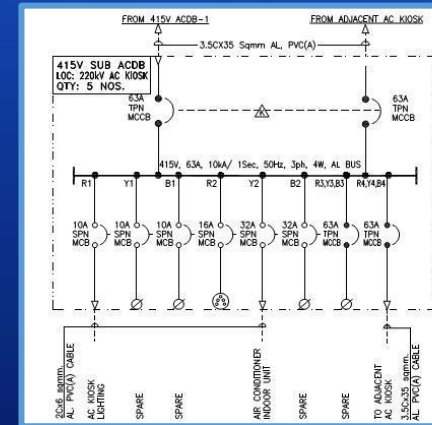 FROM 415V ACDB-1
FROM ADJACENT AC KIOSK
3.5CX35 Sqmm AL, PVC(A)
415V SUB ACDB
LOC: 220kV AC KIOSK
QTY: 5 NOS.
63A
TPN
MCCB
63A
TPN
MCCB
K
415V, 63A, 10kA/ 1Sec, 50Hz, 3ph, 4W, AL BUS
R1
Y1
B1
R2
Y2
B2
R3,Y3,B3
R4,Y4,B4
10A
SPN
MCB
10A
SPN
MCB
10A
SPN
MCB
16A
SPN
MCB
32A
SPN
MCB
32A
SPN
MCB
63A
TPN
MCCB
63A
TPN
MCCB
2Cx6 sqmm.
AL. PVC(A) CABLE
AC KIOSK
LIGHTING
SPARE
SPARE
AIR CONDITIONER
INDOOR UNIT
SPARE
SPARE
TO ADJACENT
AC KIOSK
3.5Cx35 sqmm.
AL. PVC(A) CABLE